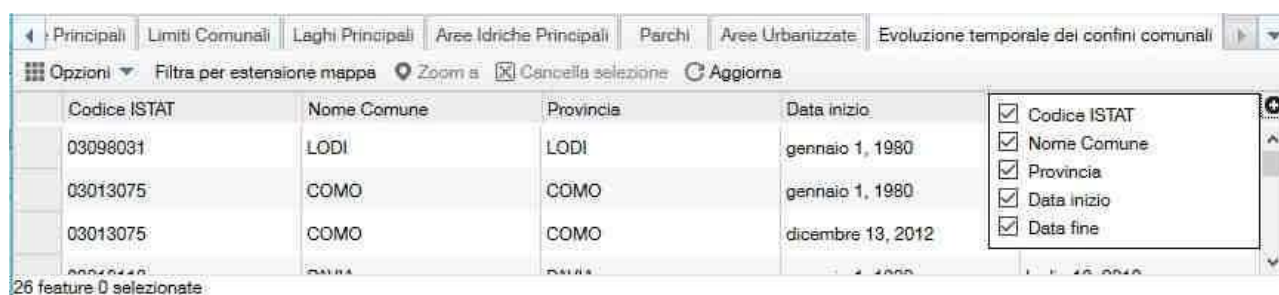 Principali Limiti Comunali Laghi Principali Aree Idriche Principali Parchi Aree Urbanizzate Evoluzione temporale dei confini comunali
Opzioni Filtra per estensione mappa Zoom a Cancella selezione Aggiorna
Codice ISTAT Nome Comune Provincia Data inizio
03098031 LODI LODI gennaio 1, 1980
03013075 COMO COMO gennaio 1, 1980
03013075 COMO COMO dicembre 13, 2012
Codice ISTAT
Nome Comune
Provincia
Data inizio
Data fine
26 feature 0 selezionate